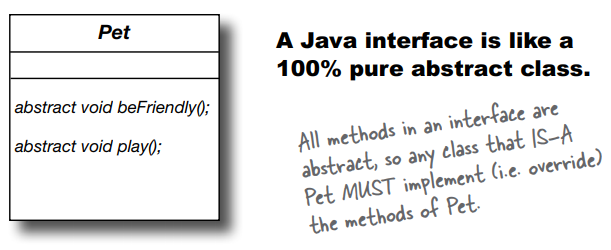 Pet
abstract void beFriendly();
abstract void play();
A Java interface is like a
100% pure abstract class.
All methods in an interface are
abstract, so any class that IS-A
Pet MUST implement (i.e. override)
the methods of Pet.